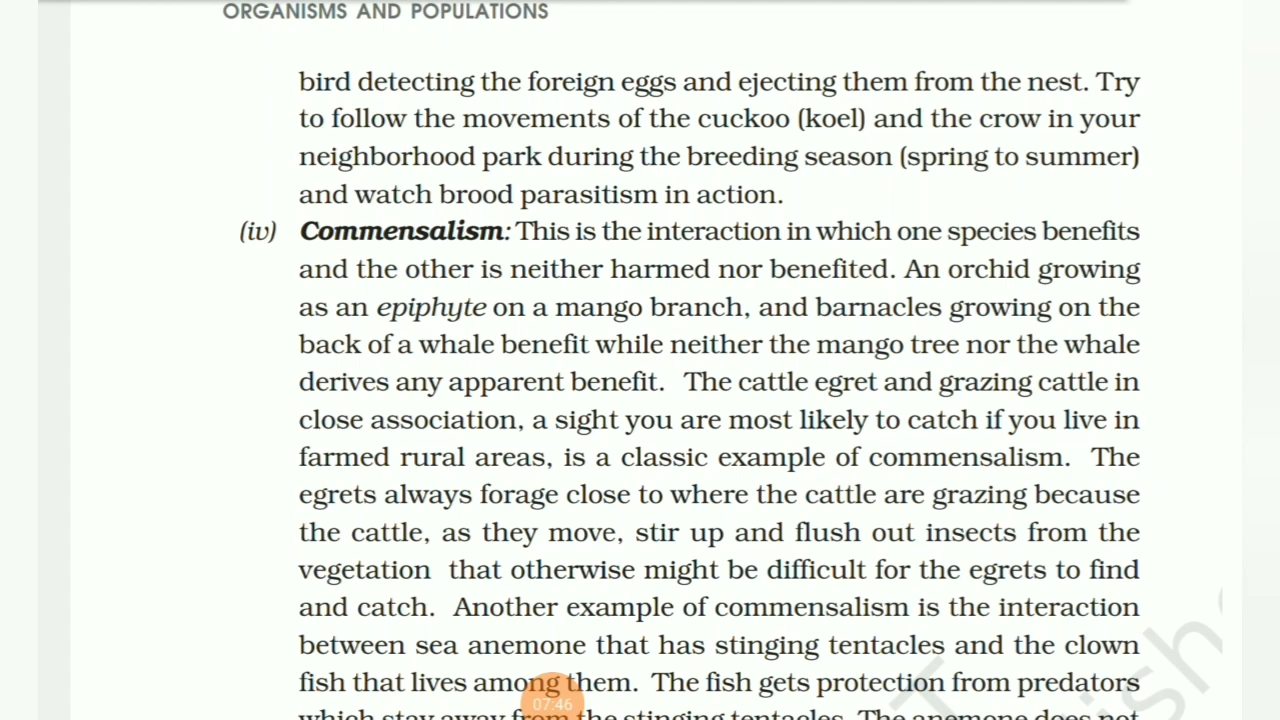 ORGANISMS AND POPULATIONS
bird detecting the foreign eggs and ejecting them from the nest. Try
to follow the movements of the cuckoo (koel) and the crow in your
neighborhood park during the breeding season (spring to summer)
and watch brood parasitism in action.
(iv) Commensalism: This is the interaction in which one species benefits
and the other is neither harmed nor benefited. An orchid growing
as an epiphyte on a mango branch, and barnacles growing on the
back of a whale benefit while neither the mango tree nor the whale
derives any apparent benefit. The cattle egret and grazing cattle in
close association, a sight you are most likely to catch if you live in
farmed rural areas, is a classic example of commensalism. The
egrets always forage close to where the cattle are grazing because
the cattle, as they move, stir up and flush out insects from the
vegetation that otherwise might be difficult for the egrets to find
and catch. Another example of commensalism is the interaction
between sea anemone that has stinging tentacles and the clown
fish that lives among them. The fish gets protection from predators
07:46
which stay away from the stinging tentacles. The anemone does not